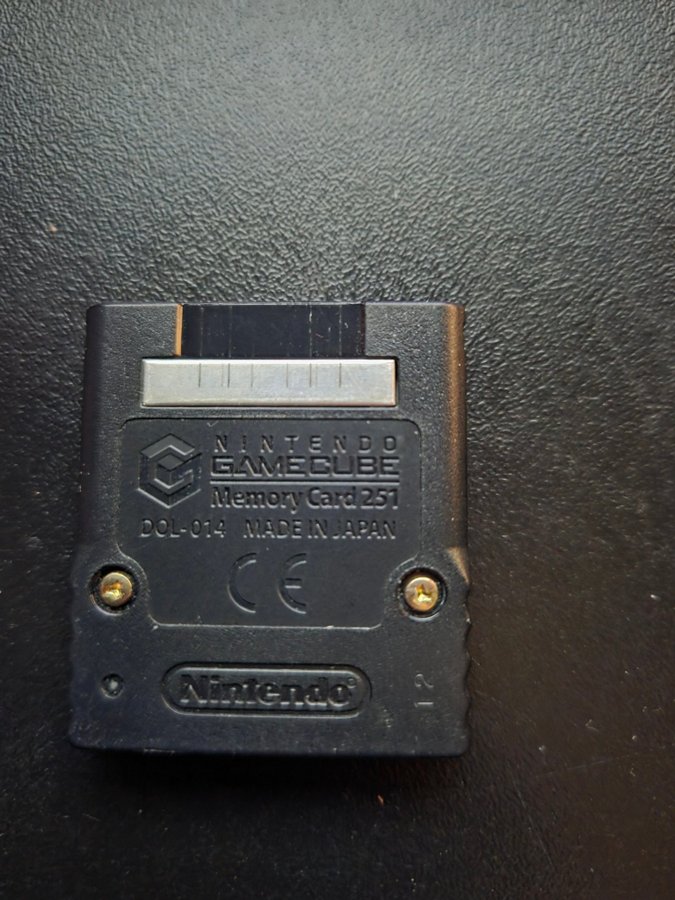 NINTENDO
GAMECUBE
Memory Card 251
DOL-014 MADE IN JAPAN
CE
Nintendo®